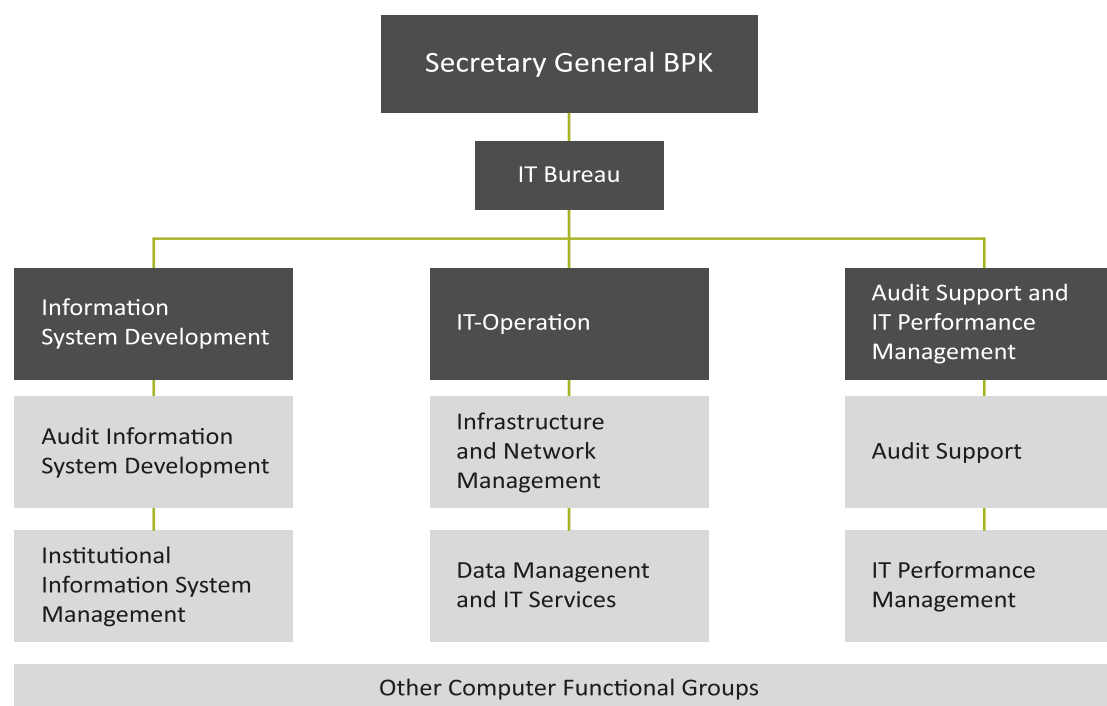 Secretary General BPK
IT Bureau
Information
System Development
IT-Operation
Audit Support and
IT Performance
Management
Audit Information
System Development
Infrastructure
and Network
Management
Audit Support
Institutional
Information System
Management
Data Managenent
and IT Services
IT Performance
Management
Other Computer Functional Groups